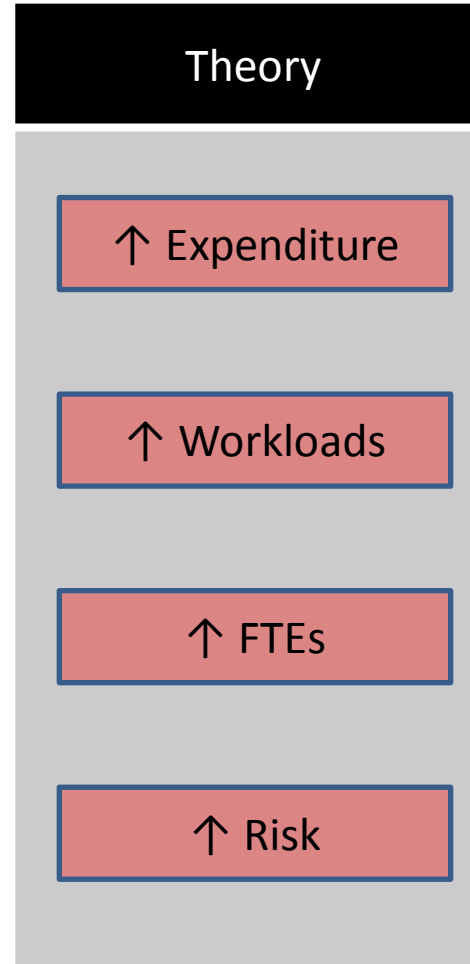 Theory
↑ Expenditure
↑ Workloads
↑ FTEs
↑ Risk